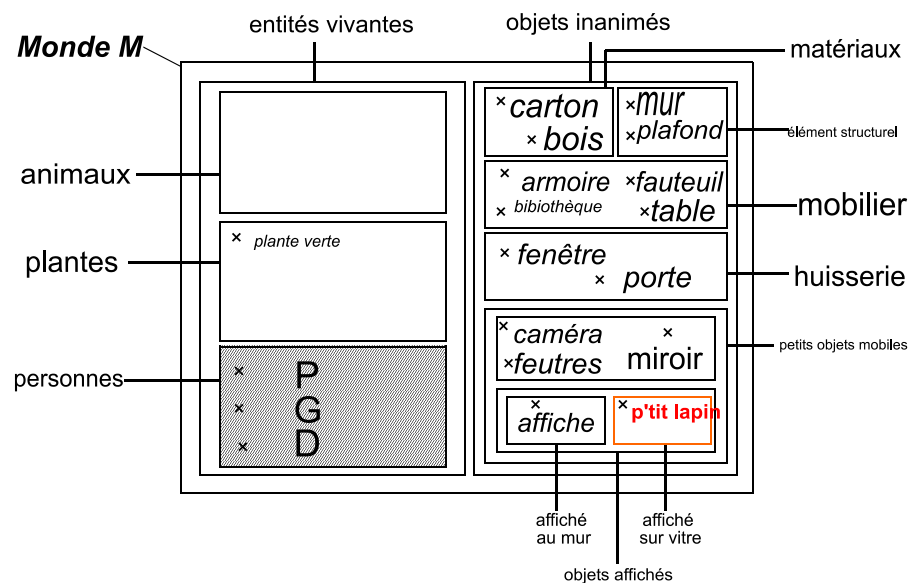 entités vivantes
objets inanimés
Monde M
matériaux
× carton
× bois
× mur
× plafond
élément structurel
animaux
× armoire
× fauteuil
× bibiothèque
× table
mobilier
× plante verte
plantes
× fenêtre
× porte
huisserie
× caméra
× feutres
× miroir
petits objets mobiles
personnes
× P
× G
× D
× affiche
× p'tit lapin
affiché
au mur
affiché
sur vitre
objets affichés